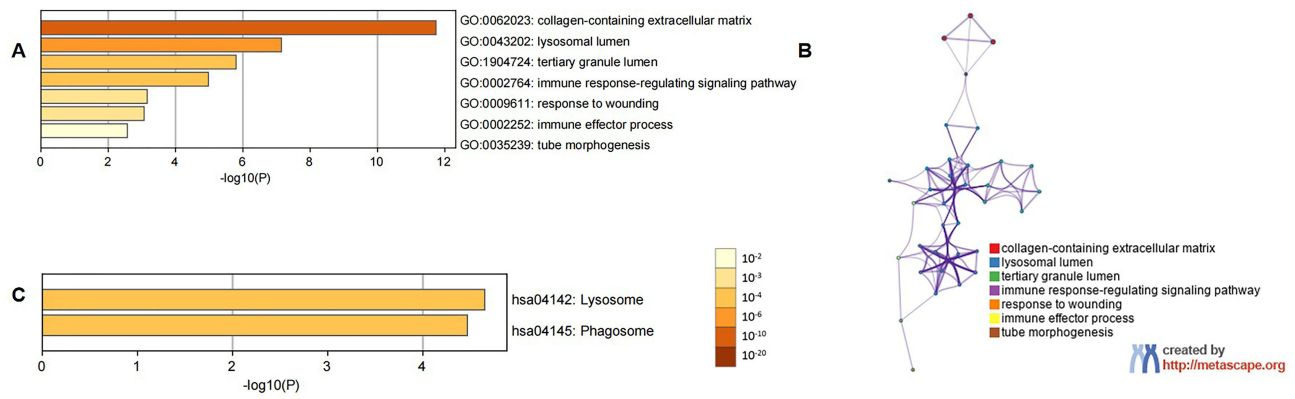 A
GO:0062023: collagen-containing extracellular matrix
GO:0043202: lysosomal lumen
GO:1904724: tertiary granule lumen
GO:0002764: immune response-regulating signaling pathway
GO:0009611: response to wounding
GO:0002252: immune effector process
GO:0035239: tube morphogenesis
0 2 4 6 8 10 12
-log10(P)
B
collagen-containing extracellular matrix
lysosomal lumen
tertiary granule lumen
immune response-regulating signaling pathway
response to wounding
immune effector process
tube morphogenesis
created by
http://metascape.org
C
hsa04142: Lysosome
hsa04145: Phagosome
0 1 2 3 4
-log10(P)
10-2
10-3
10-4
10-6
10-10
10-20